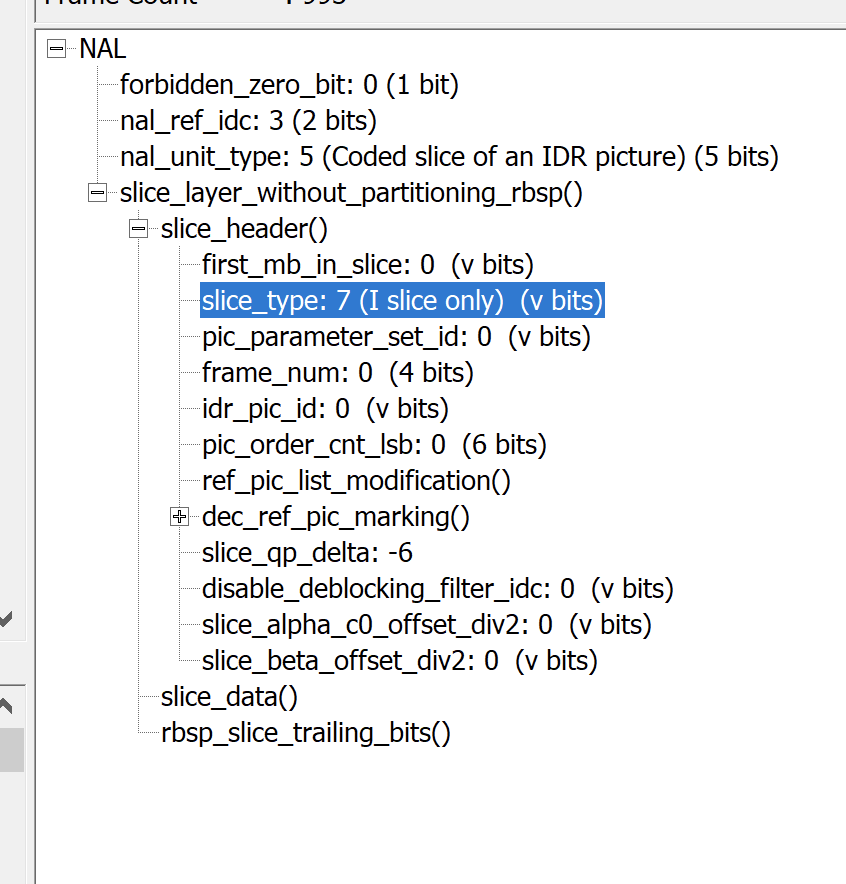 NAL
forbidden_zero_bit: 0 (1 bit)
nal_ref_idc: 3 (2 bits)
nal_unit_type: 5 (Coded slice of an IDR picture) (5 bits)
slice_layer_without_partitioning_rbsp()
slice_header()
first_mb_in_slice: 0  (v bits)
slice_type: 7 (I slice only)  (v bits)
pic_parameter_set_id: 0  (v bits)
frame_num: 0  (4 bits)
idr_pic_id: 0  (v bits)
pic_order_cnt_lsb: 0  (6 bits)
ref_pic_list_modification()
dec_ref_pic_marking()
slice_qp_delta: -6
disable_deblocking_filter_idc: 0  (v bits)
slice_alpha_c0_offset_div2: 0  (v bits)
slice_beta_offset_div2: 0  (v bits)
slice_data()
rbsp_slice_trailing_bits()